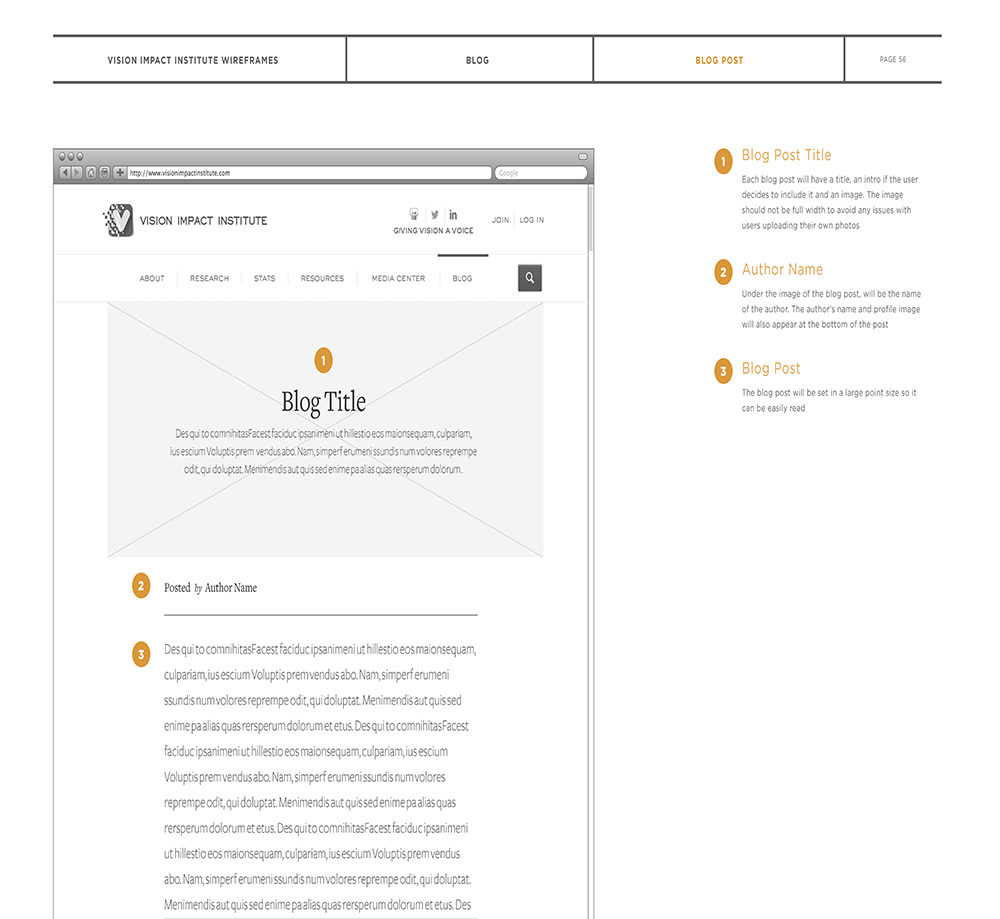 VISION IMPACT INSTITUTE WIREFRAMES
BLOG
BLOG POST
PAGE 56
http://www.visionimpactinstitute.com
Google
VISION IMPACT INSTITUTE
GIVING VISION A VOICE
JOIN
LOG IN
ABOUT
RESEARCH
STATS
RESOURCES
MEDIA CENTER
BLOG
1
Blog Title
Des qui to comnihitasFacest faciduc ipsanimeni ut hillestio eos maionsequam, culpariam,
ius escium Voluptis prem vendus abo. Nam, simperf erumeni ssundis num volores reprempe
odit, qui doluptat. Menimendis aut quis sed enime pa alias quas rersperum dolorum.
2
Posted by Author Name
3
Des qui to comnihitasFacest faciduc ipsanimeni ut hillestio eos maionsequam,
culpariam, ius escium Voluptis prem vendus abo. Nam, simperf erumeni
ssundis num volores reprempe odit, qui doluptat. Menimendis aut quis sed
enime pa alias quas rersperum dolorum et etus. Des qui to comnihitasFacest
faciduc ipsanimeni ut hillestio eos maionsequam, culpariam, ius escium
Voluptis prem vendus abo. Nam, simperf erumeni ssundis num volores
reprempe odit, qui doluptat. Menimendis aut quis sed enime pa alias quas
rersperum dolorum et etus. Des qui to comnihitasFacest faciduc ipsanimeni
ut hillestio eos maionsequam, culpariam, ius escium Voluptis prem vendus
abo. Nam, simperf erumeni ssundis num volores reprempe odit, qui doluptat.
Menimendis aut quis sed enime pa alias quas rersperum dolorum et etus. Des
1
Blog Post Title
Each blog post will have a title, an intro if the user
decides to include it and an image. The image
should not be full width to avoid any issues with
users uploading their own photos
2
Author Name
Under the image of the blog post, will be the name
of the author. The author's name and profile image
will also appear at the bottom of the post
3
Blog Post
The blog post will be set in a large point size so it
can be easily read